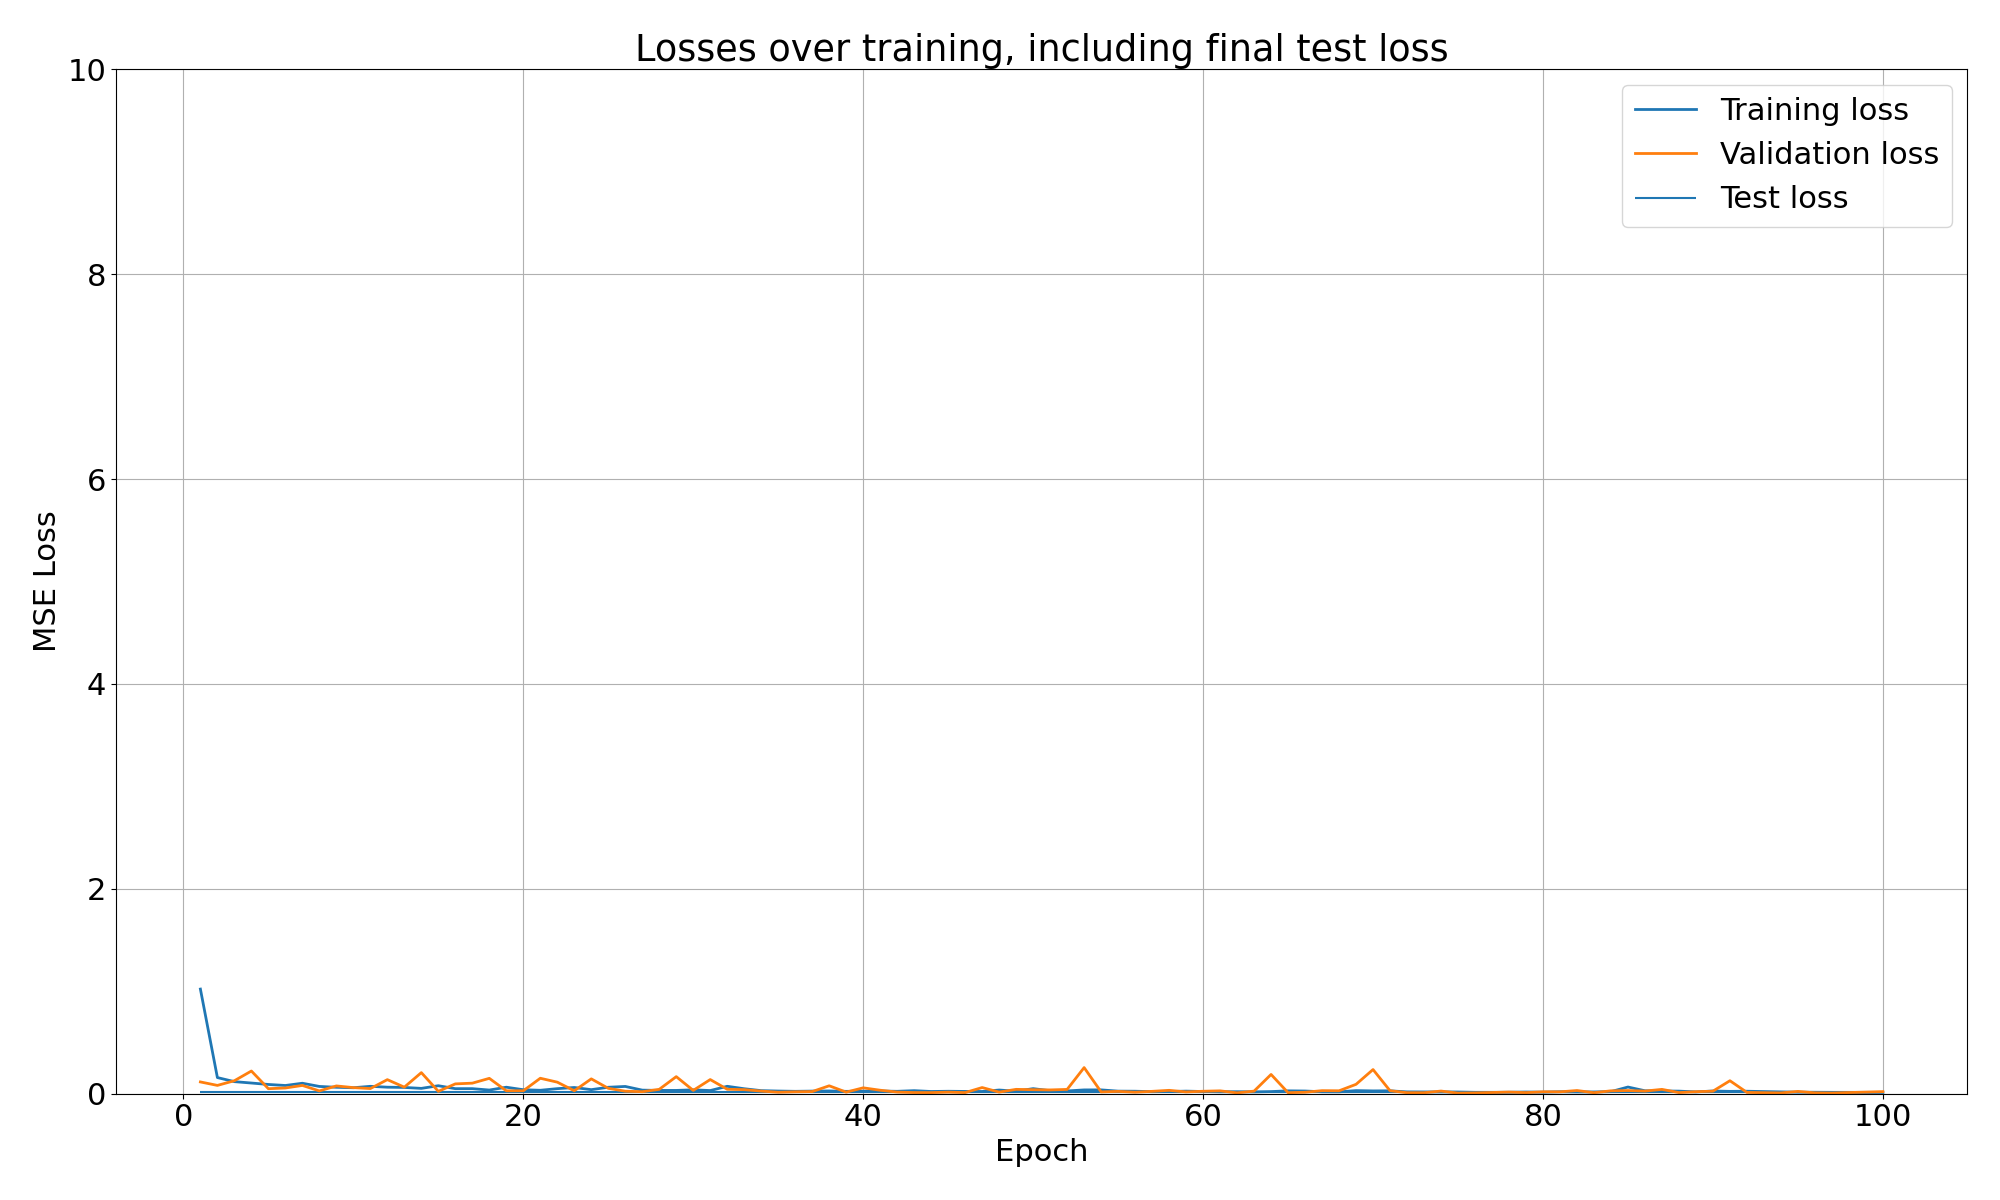 Losses over training, including final test loss
10
8
6
4
2
0
MSE Loss
Training loss
Validation loss
Test loss
0 20 40 60 80 100
Epoch